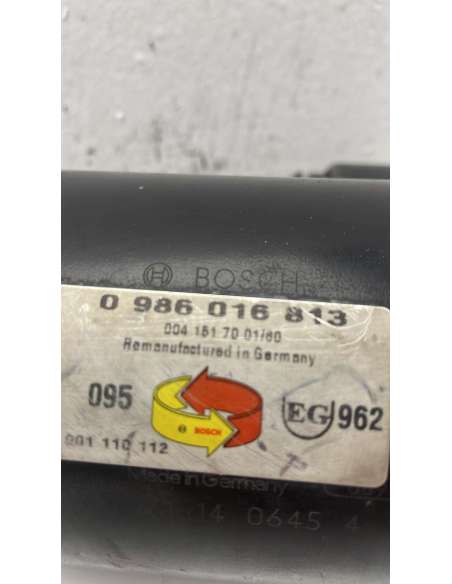 BOSCH
0 986 016 813
004 151 70 01/80
Remanufactured in Germany
095
BOSCH
EG 962
001 110 112
Made in Germany
14 0645 4